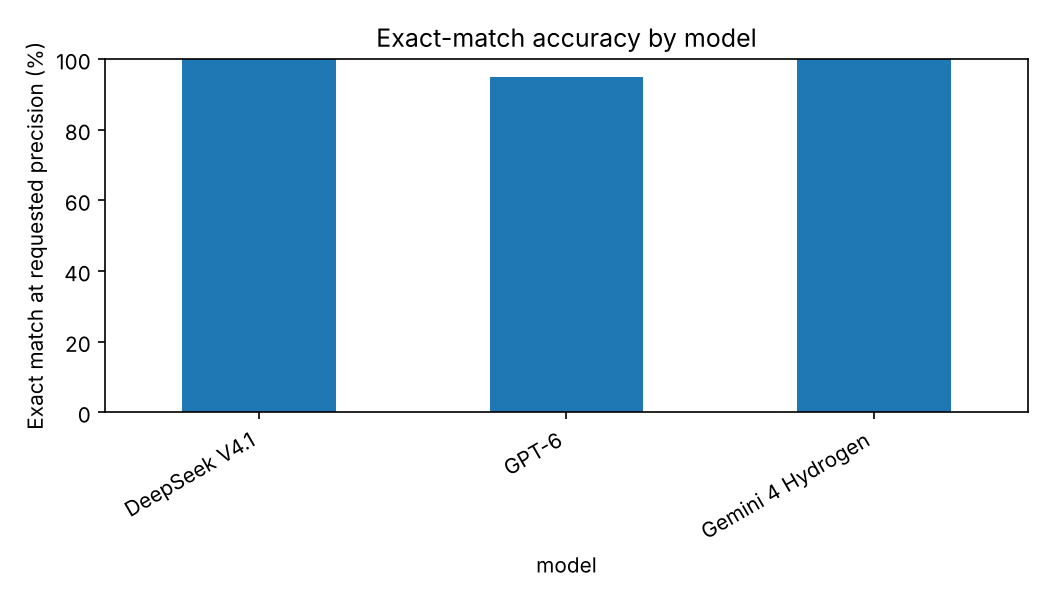 Exact-match accuracy by model
Exact match at requested precision (%)
100
80
60
40
20
0
DeepSeek V4.1
GPT-6
Gemini 4 Hydrogen
model